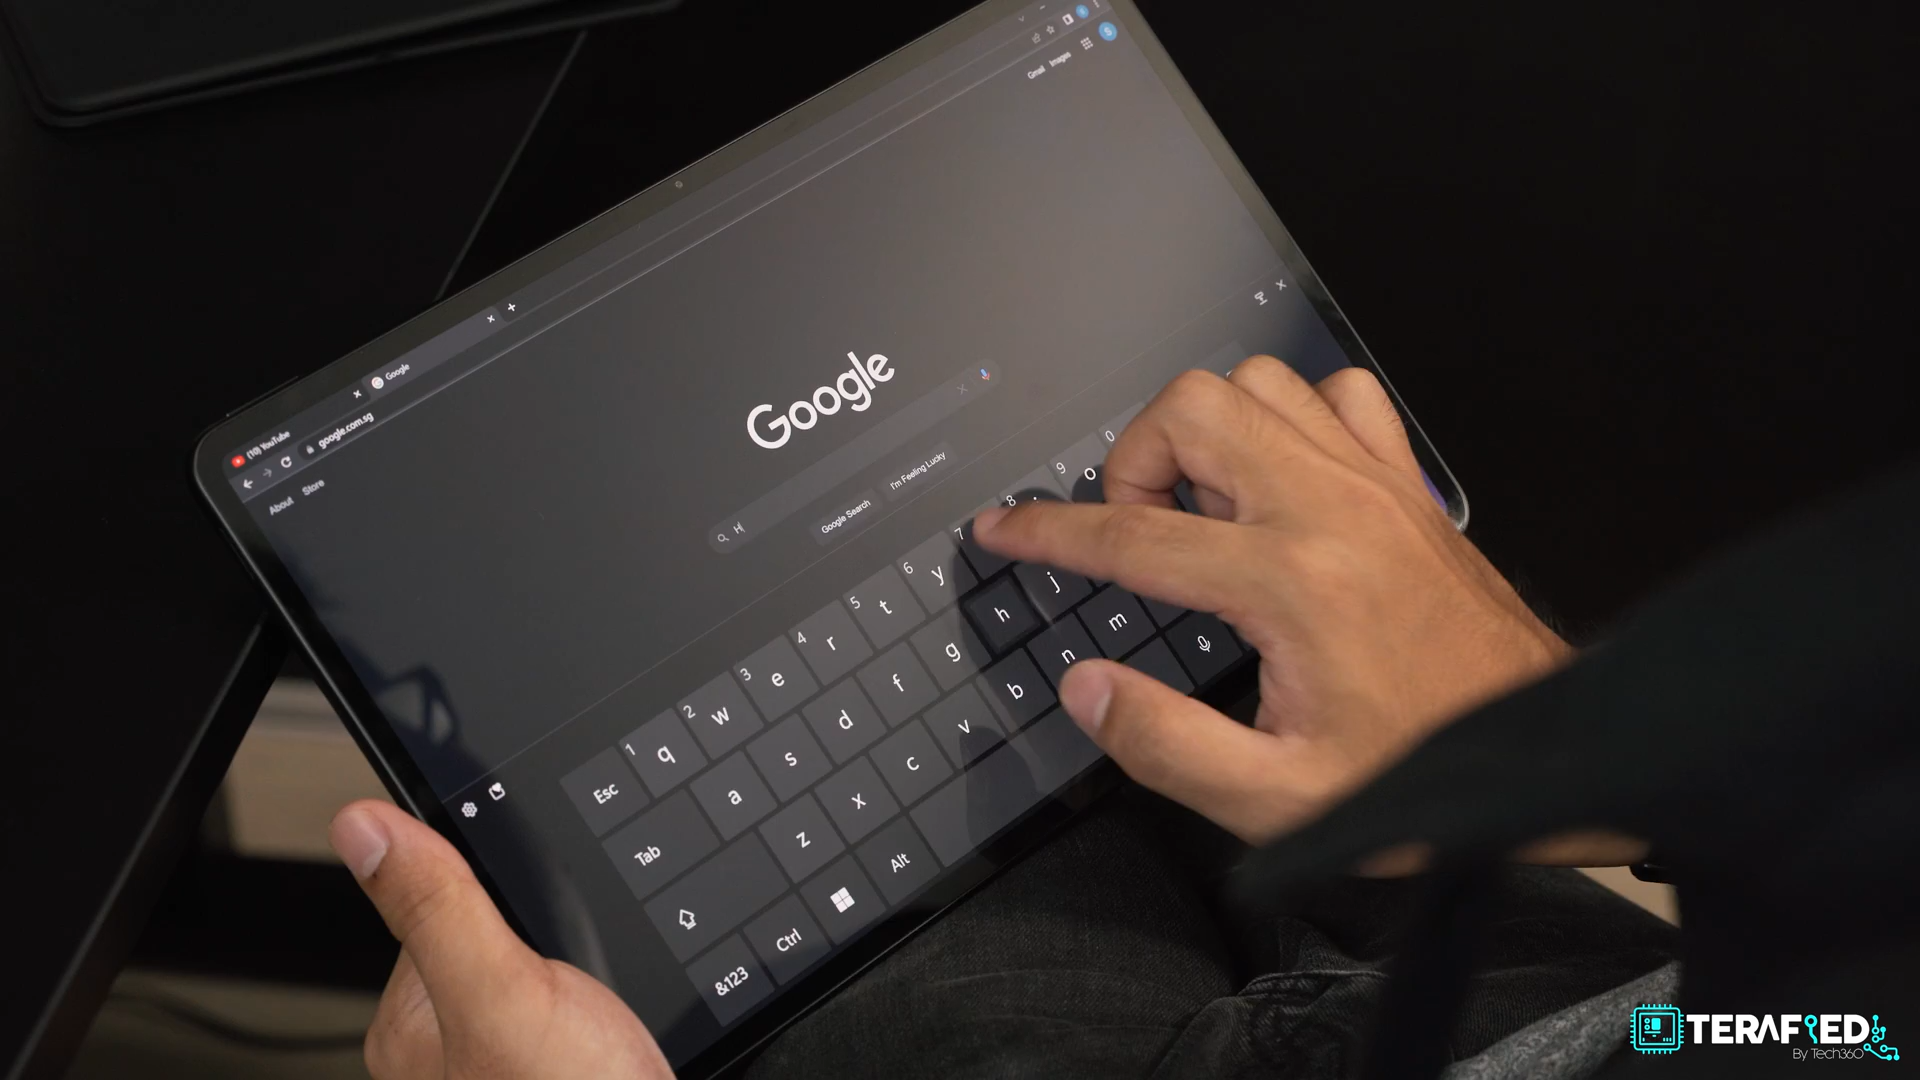 (10) YouTube
Google
google.com.sg
Gmail Images
S
About Store
Google
H
Google Search I'm Feeling Lucky
1 2 3 4 5 6 7 8 9 0
Esc q w e r t y o
Tab a s d f g h j
z x c v b n m
&123 Ctrl Alt
TERAFIED
By Tech360